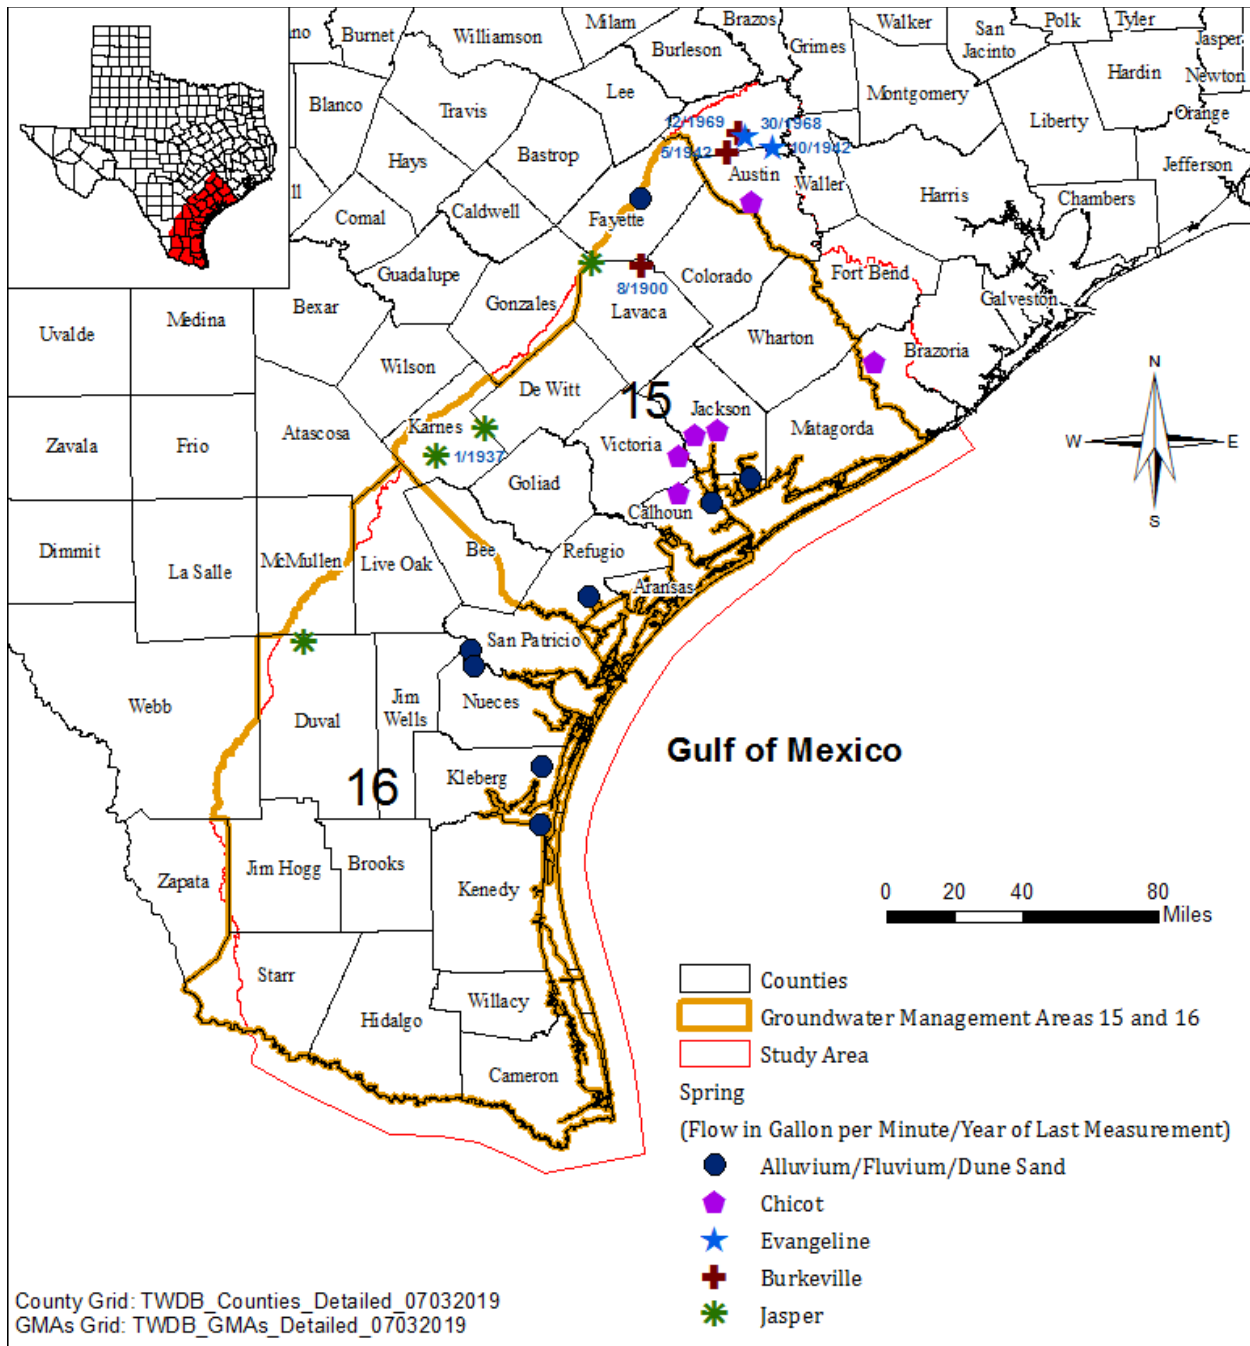 no
Burnet
Williamson
Milam
Brazos
Walker
Polk
Tyler
San
Jacinto
Jasper
Burleson
Grimes
Hardin
Newton
Lee
Montgomery
Blanco
Travis
Orange
Liberty
12/1969
30/1968
5/1942
10/1942
Hays
Bastrop
Jefferson
Austin
Waller
Harris
ll
Chambers
Comal
Caldwell
Fayette
Guadalupe
Colorado
Fort Bend
Bexar
Gonzales
8/1900
Galveston
Lavaca
Medina
Uvalde
Wharton
Brazoria
Wilson
De Witt
15
Jackson
N
Karnes
Matagorda
Atascosa
Zavala
Frio
Victoria
W
E
1/1937
Goliad
Calhoun
S
Dimmit
Bee
Refugio
McMullen
Live Oak
La Salle
Aransas
San Patricio
Webb
Jim
Wells
Nueces
Duval
Gulf of Mexico
Kleberg
16
Zapata
Jim Hogg
Brooks
Kenedy
0 20 40 80
Miles
Starr
Willacy
Hidalgo
Cameron
Counties
Groundwater Management Areas 15 and 16
Study Area
Spring
(Flow in Gallon per Minute/Year of Last Measurement)
Alluvium/Fluvium/Dune Sand
Chicot
Evangeline
Burkeville
Jasper
County Grid: TWDB_Counties_Detailed_07032019
GMAs Grid: TWDB_GMAs_Detailed_07032019